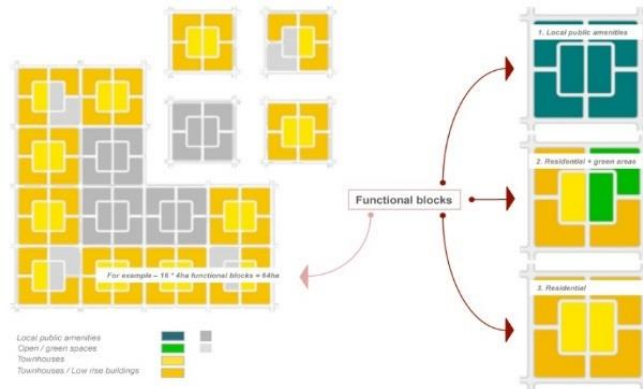 1. Local public amenities
2. Residential + green areas
Functional blocks
For example – 16 * 4ha functional blocks = 64ha
3. Residential
Local public amenities
Open / green spaces
Townhouses
Townhouses / Low rise buildings